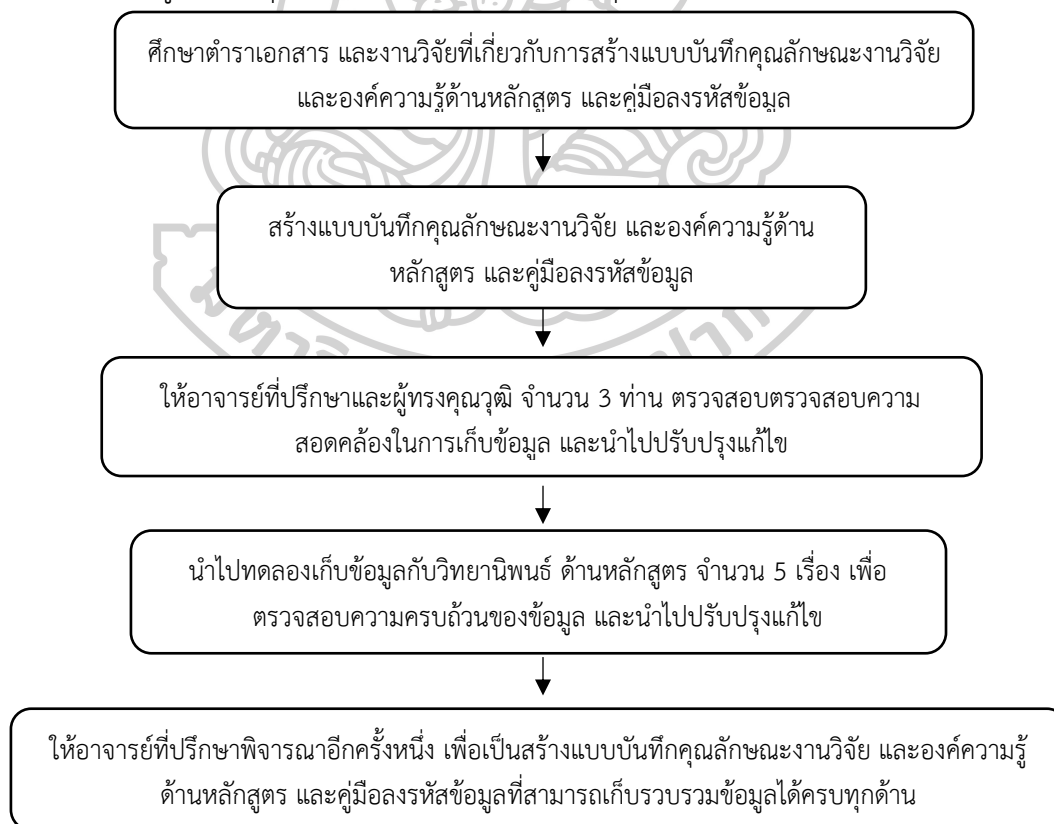 ศึกษาตำราเอกสาร และงานวิจัยที่เกี่ยวกับการสร้างแบบบันทึกคุณลักษณะงานวิจัย
และองค์ความรู้ด้านหลักสูตร และคู่มือลงรหัสข้อมูล
สร้างแบบบันทึกคุณลักษณะงานวิจัย และองค์ความรู้ด้าน
หลักสูตร และคู่มือลงรหัสข้อมูล
ให้อาจารย์ที่ปรึกษาและผู้ทรงคุณวุฒิ จำนวน 3 ท่าน ตรวจสอบตรวจสอบความ
สอดคล้องในการเก็บข้อมูล และนำไปปรับปรุงแก้ไข
นำไปทดลองเก็บข้อมูลกับวิทยานิพนธ์ ด้านหลักสูตร จำนวน 5 เรื่อง เพื่อ
ตรวจสอบความครบถ้วนของข้อมูล และนำไปปรับปรุงแก้ไข
ให้อาจารย์ที่ปรึกษาพิจารณาอีกครั้งหนึ่ง เพื่อเป็นสร้างแบบบันทึกคุณลักษณะงานวิจัย และองค์ความรู้
ด้านหลักสูตร และคู่มือลงรหัสข้อมูลที่สามารถเก็บรวบรวมข้อมูลได้ครบทุกด้าน